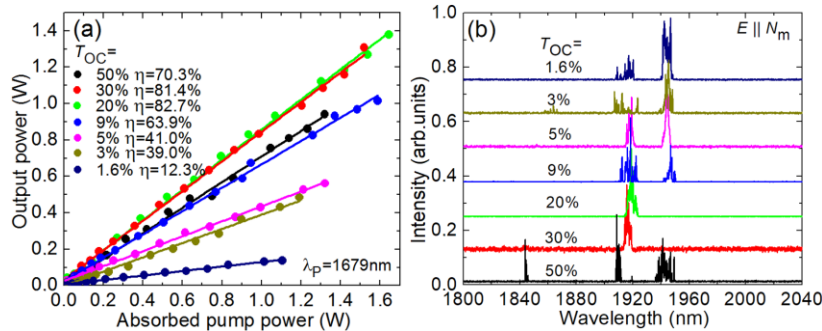 (a)
T_OC=
50% η=70.3%
30% η=81.4%
20% η=82.7%
9% η=63.9%
5% η=41.0%
3% η=39.0%
1.6% η=12.3%
λ_P=1679nm
1.4
1.2
1.0
0.8
0.6
0.4
0.2
0.0
0.0 0.2 0.4 0.6 0.8 1.0 1.2 1.4 1.6
Output power (W)
Absorbed pump power (W)
(b)
E || N_m
T_OC=
1.6%
3%
5%
9%
20%
30%
50%
1.0
0.8
0.6
0.4
0.2
0.0
1800 1840 1880 1920 1960 2000 2040
Intensity (arb.units)
Wavelength (nm)